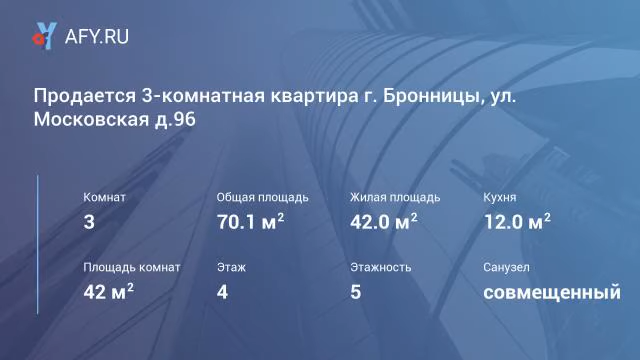 AFY.RU
Продается 3-комнатная квартира г. Бронницы, ул.
Московская д.96
Комнат
Общая площадь
Жилая площадь
Кухня
3
70.1 м²
42.0 м²
12.0 м²
Площадь комнат
Этаж
Этажность
Санузел
42 м²
4
5
совмещенный